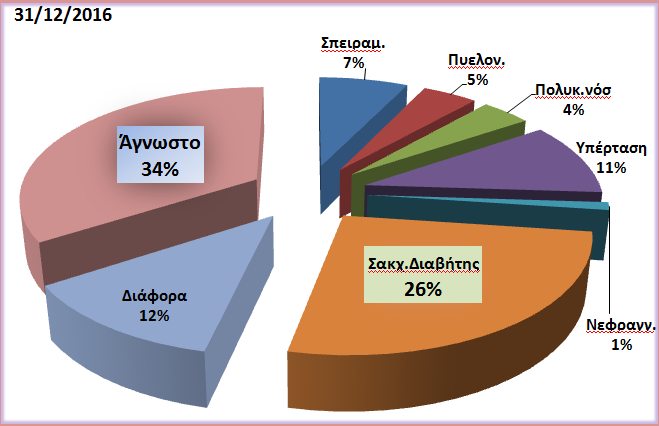 31/12/2016
Σπειραμ.
7%
Πυελον.
5%
Πολυκ.νόσ
4%
Υπέρταση
11%
Νεφρανν.
1%
Σακχ.Διαβήτης
26%
Διάφορα
12%
Άγνωστο
34%